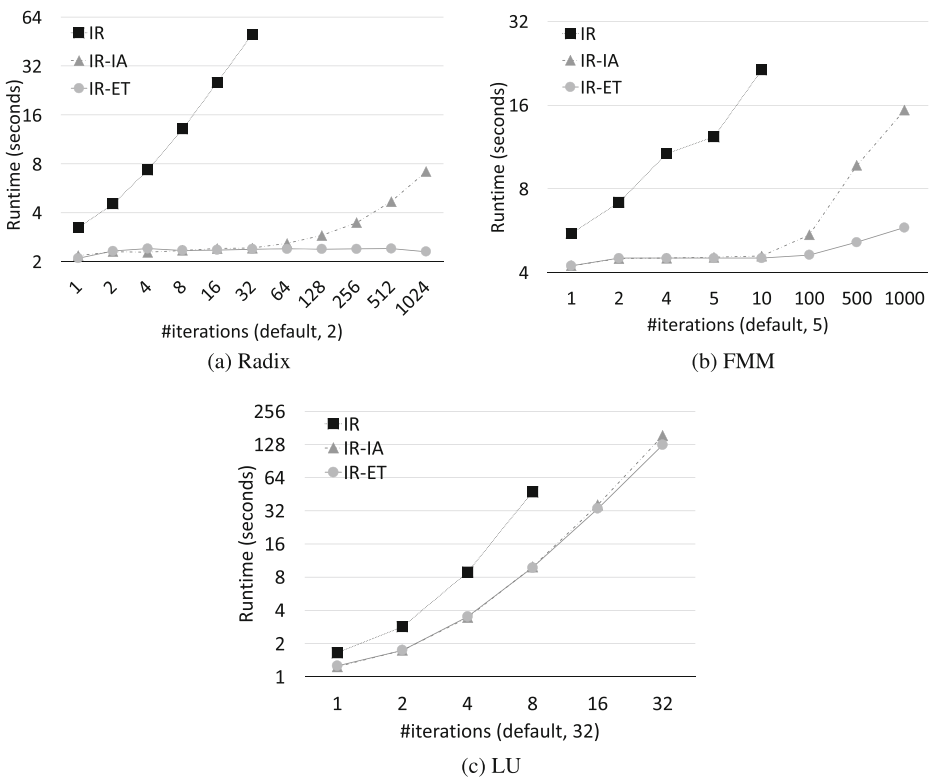 64
32
16
8
4
2
Runtime (seconds)
IR
IR-IA
IR-ET
1 2 4 8 16 32 64 128 256 512 1024
#iterations (default, 2)
(a) Radix
32
16
8
4
Runtime (seconds)
IR
IR-IA
IR-ET
1 2 4 5 10 100 500 1000
#iterations (default, 5)
(b) FMM
256
128
64
32
16
8
4
2
1
Runtime (seconds)
IR
IR-IA
IR-ET
1 2 4 8 16 32
#iterations (default, 32)
(c) LU